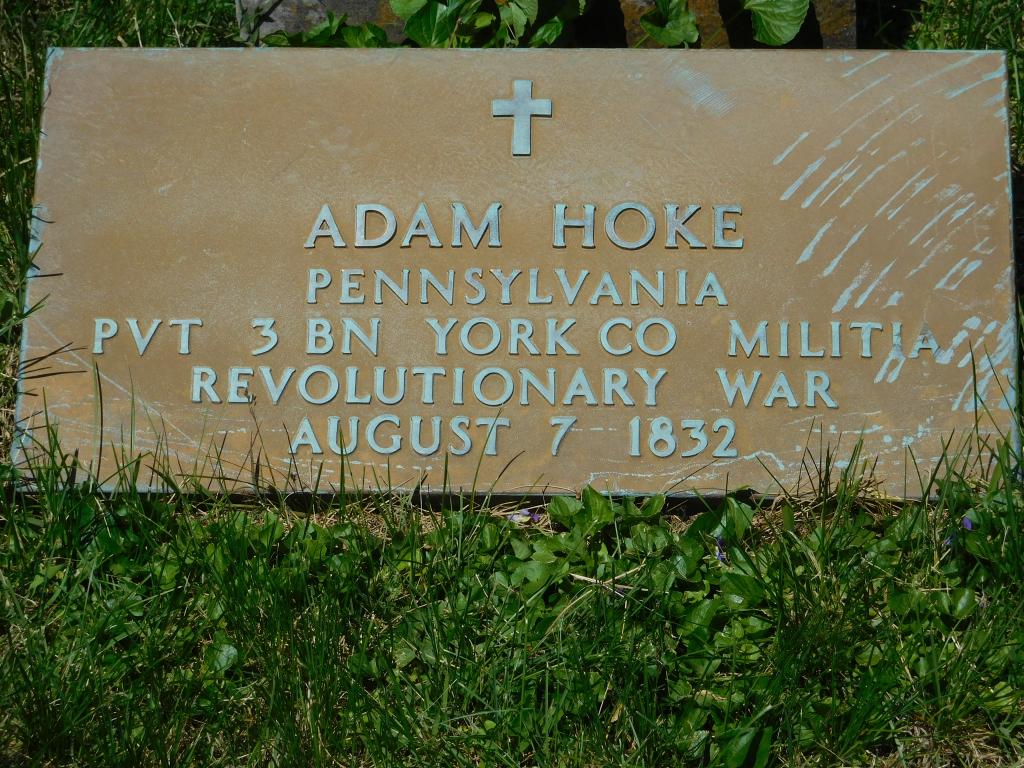 ADAM HOKE
PENNSYLVANIA
PVT 3 BN YORK CO MILITIA
REVOLUTIONARY WAR
AUGUST 7 1832